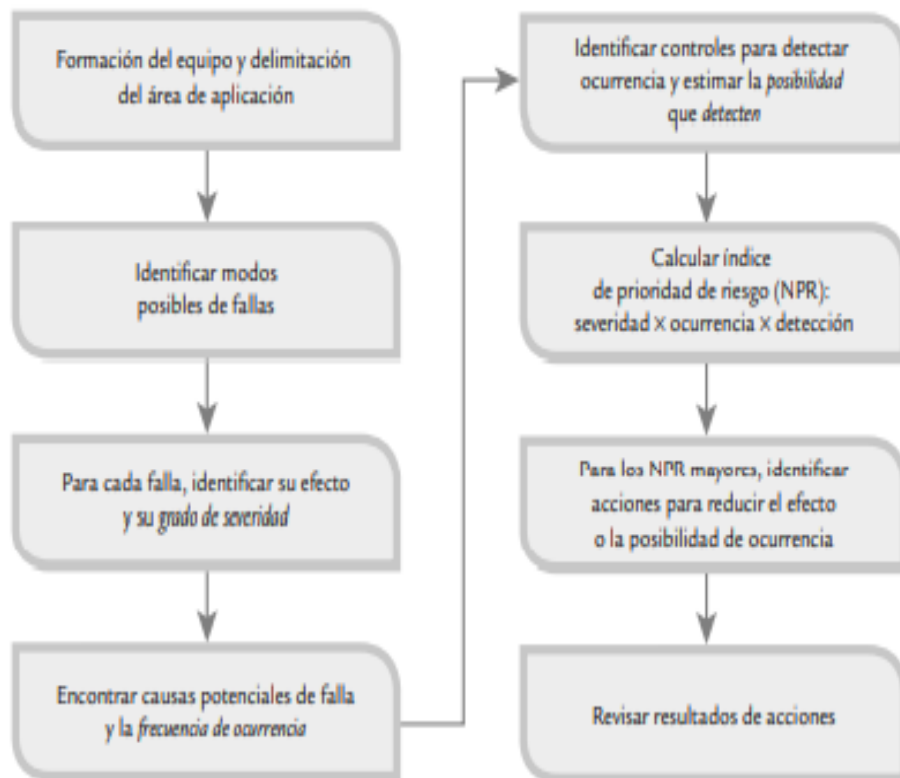 Formación del equipo y delimitación
del área de aplicación
Identificar modos
posibles de fallas
Para cada falla, identificar su efecto
y su grado de severidad
Encontrar causas potenciales de falla
y la frecuencia de ocurrencia
Identificar controles para detectar
ocurrencia y estimar la posibilidad
que detecten
Calcular índice
de prioridad de riesgo (NPR):
severidad × ocurrencia × detección
Para los NPR mayores, identificar
acciones para reducir el efecto
o la posibilidad de ocurrencia
Revisar resultados de acciones